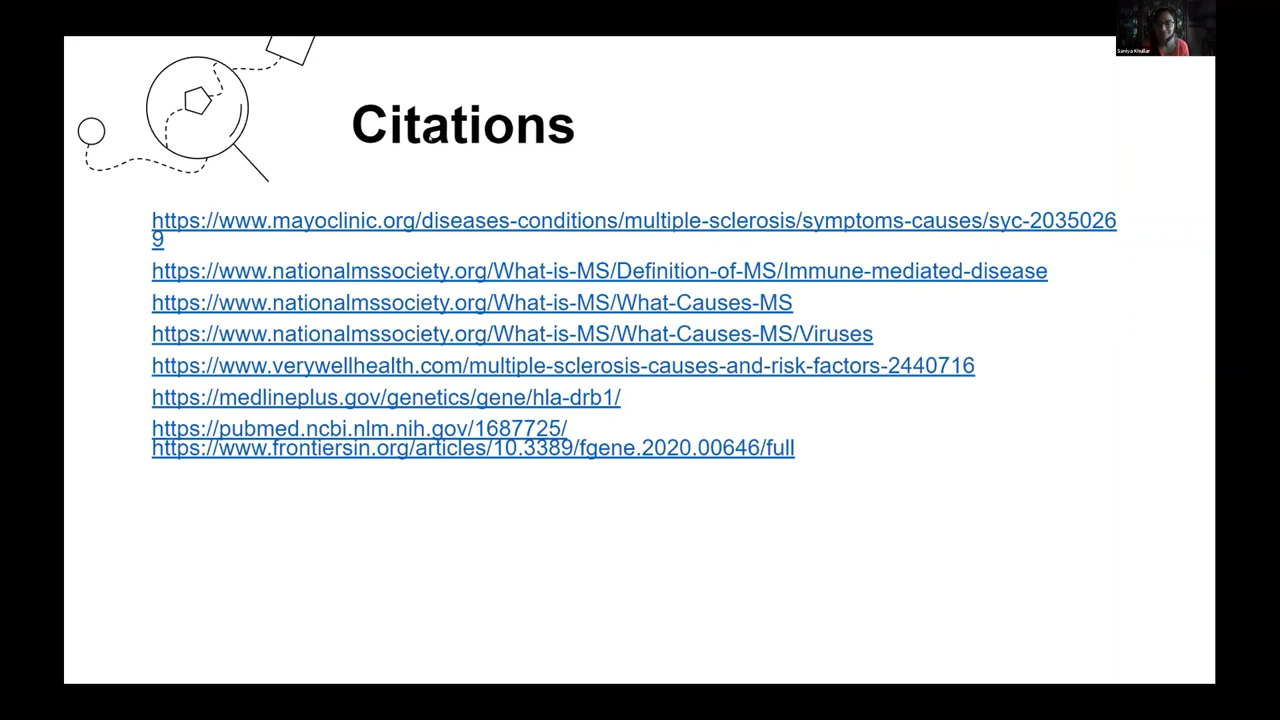 Saniya Khullar
Citations
https://www.mayoclinic.org/diseases-conditions/multiple-sclerosis/symptoms-causes/syc-2035026
9
https://www.nationalmssociety.org/What-is-MS/Definition-of-MS/Immune-mediated-disease
https://www.nationalmssociety.org/What-is-MS/What-Causes-MS
https://www.nationalmssociety.org/What-is-MS/What-Causes-MS/Viruses
https://www.verywellhealth.com/multiple-sclerosis-causes-and-risk-factors-2440716
https://medlineplus.gov/genetics/gene/hla-drb1/
https://pubmed.ncbi.nlm.nih.gov/1687725/
https://www.frontiersin.org/articles/10.3389/fgene.2020.00646/full